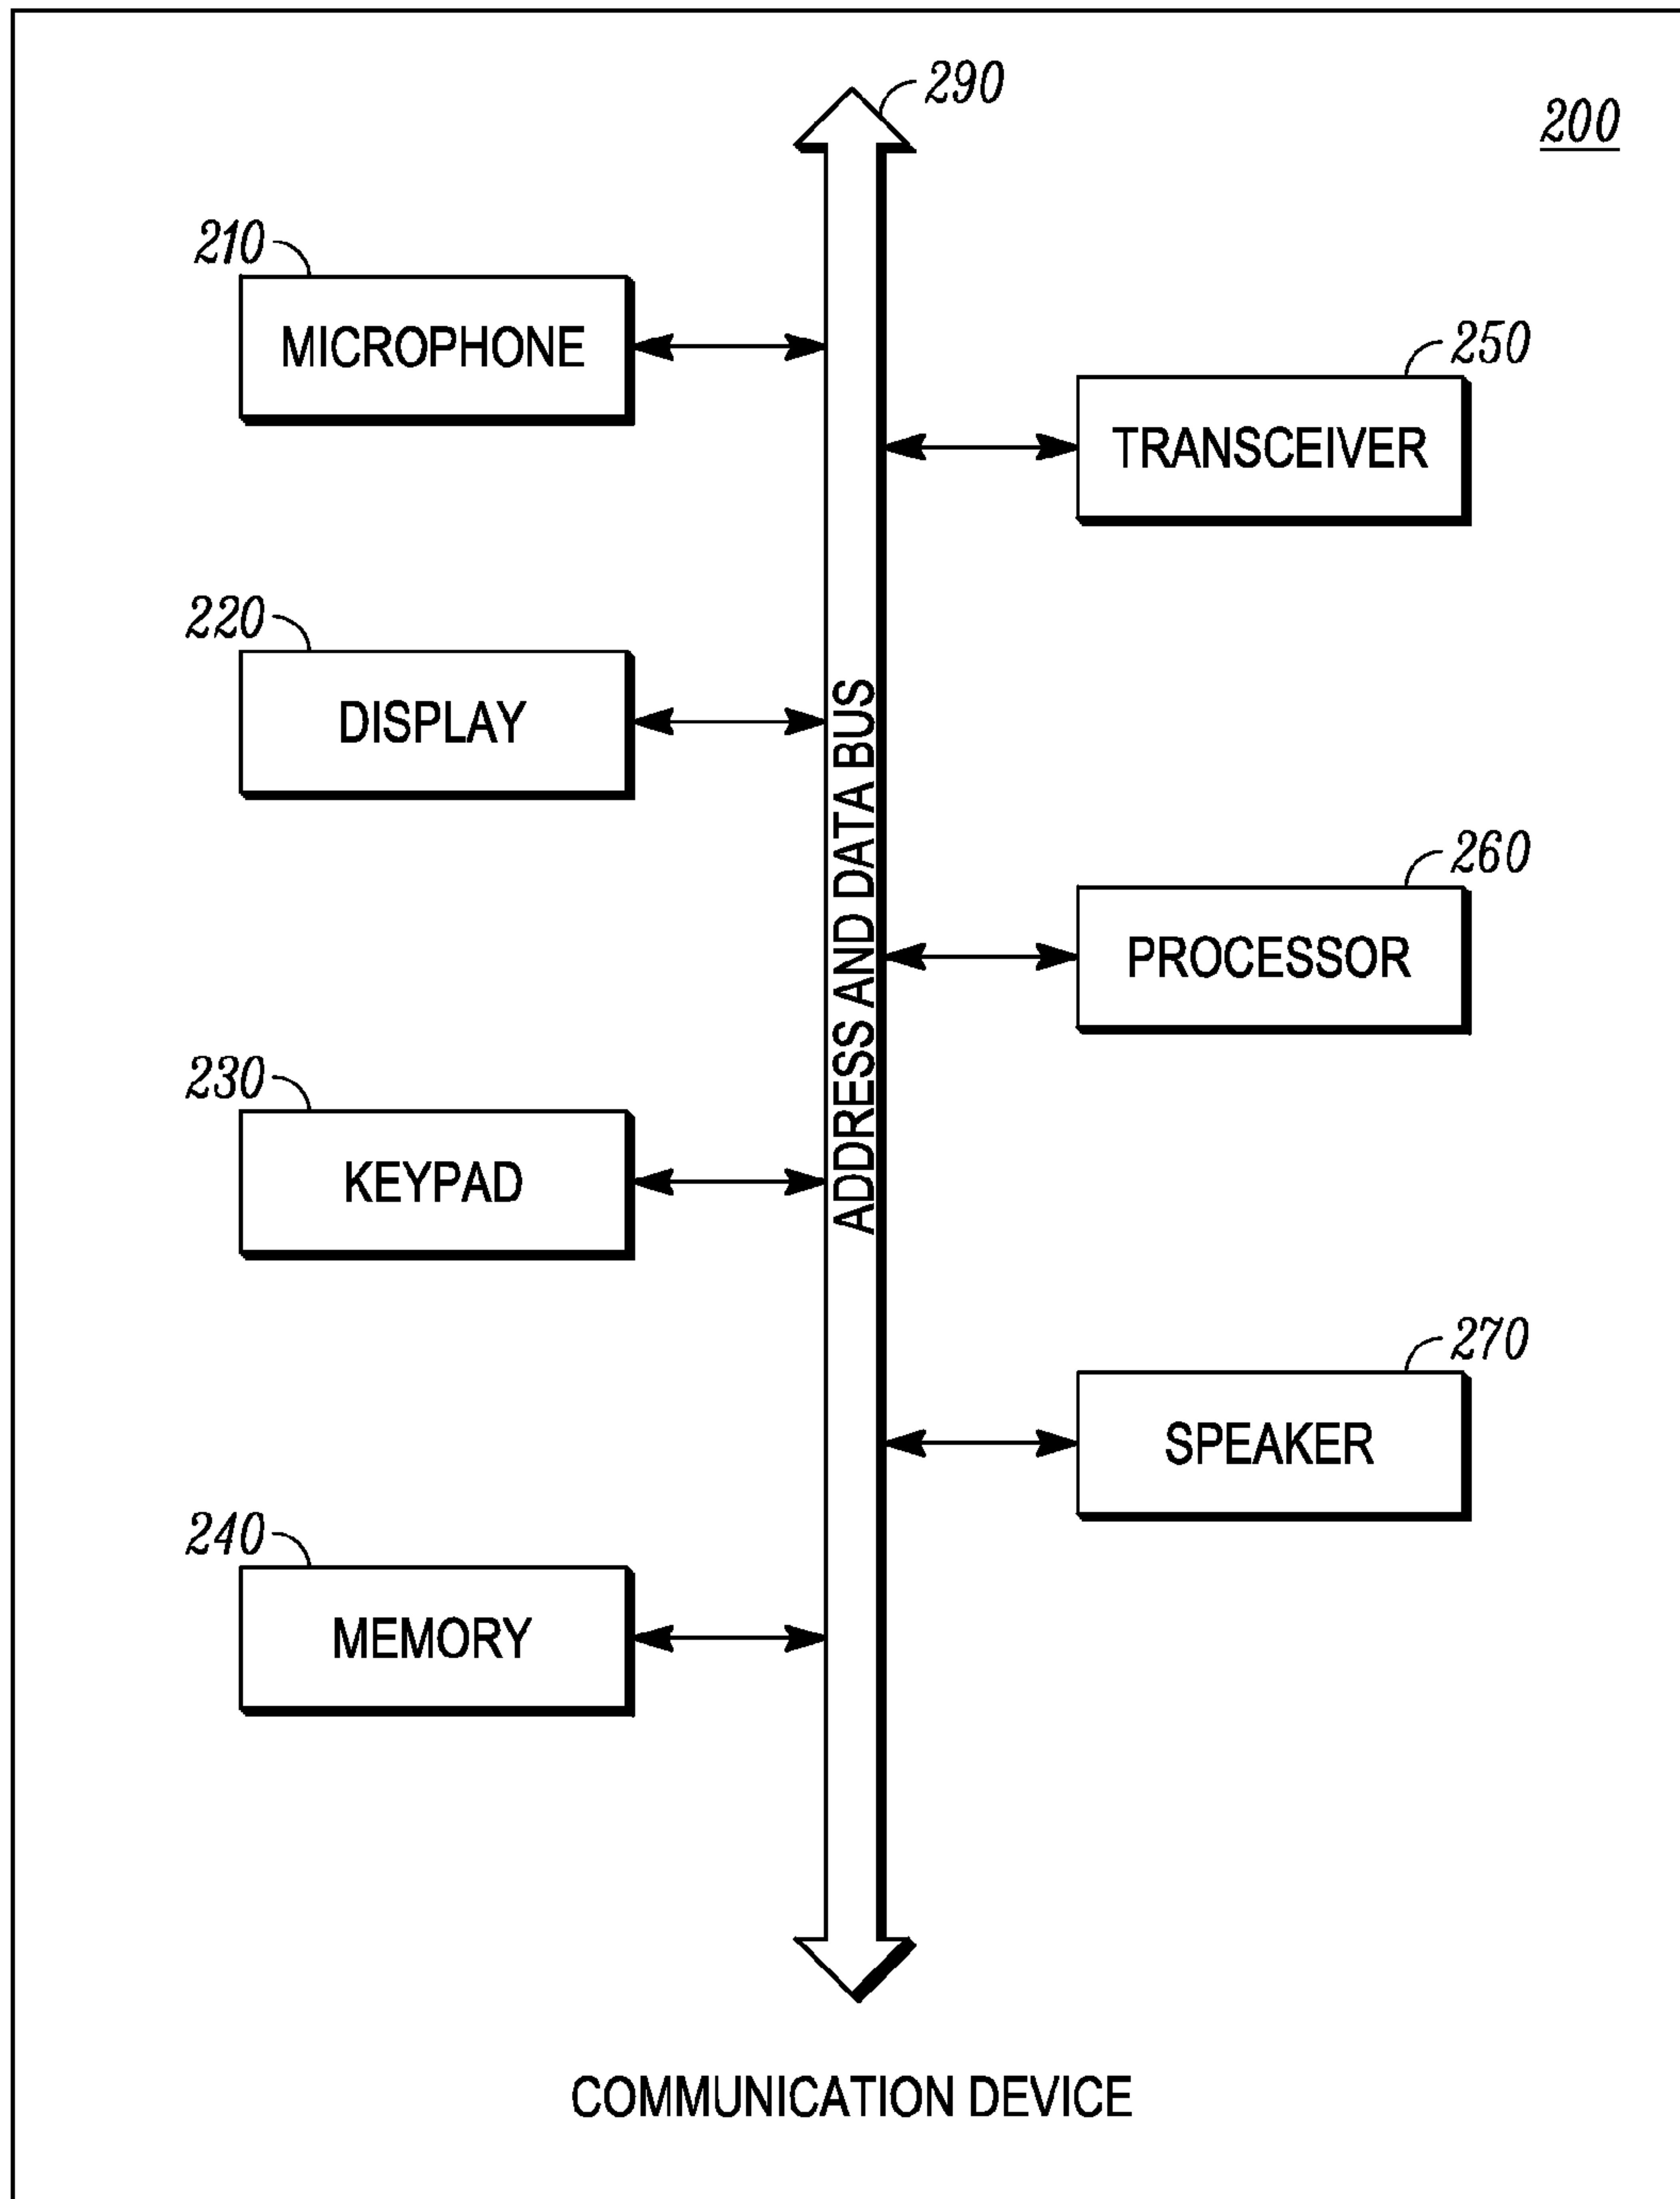 290
200
210
MICROPHONE
250
TRANSCEIVER
220
DISPLAY
ADDRESS AND DATA BUS
260
PROCESSOR
230
KEYPAD
270
SPEAKER
240
MEMORY
COMMUNICATION DEVICE